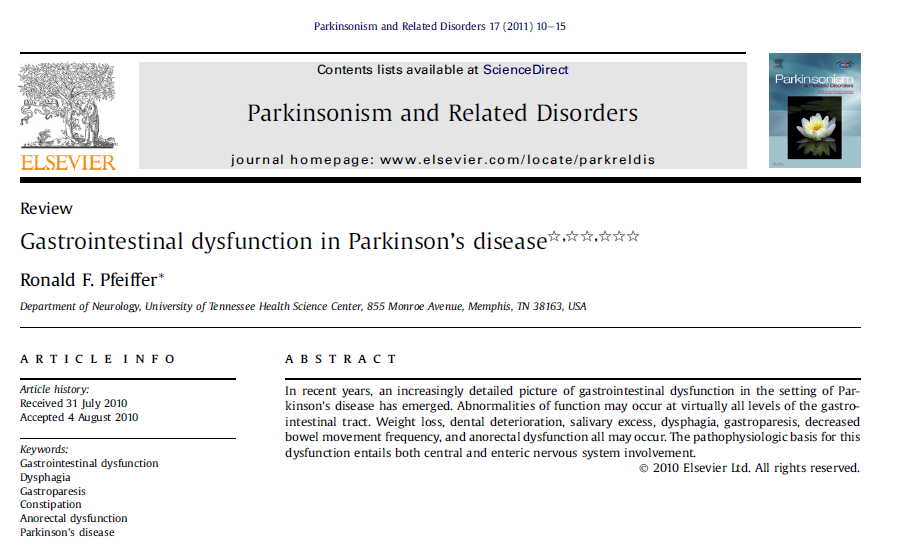 Parkinsonism and Related Disorders 17 (2011) 10–15
Contents lists available at ScienceDirect
Parkinsonism and Related Disorders
journal homepage: www.elsevier.com/locate/parkreldis
ELSEVIER
Parkinsonism
& Related Disorders
Review
Gastrointestinal dysfunction in Parkinson's disease☆,☆☆,☆☆☆
Ronald F. Pfeiffer*
Department of Neurology, University of Tennessee Health Science Center, 855 Monroe Avenue, Memphis, TN 38163, USA
ARTICLE INFO
Article history:
Received 31 July 2010
Accepted 4 August 2010
Keywords:
Gastrointestinal dysfunction
Dysphagia
Gastroparesis
Constipation
Anorectal dysfunction
Parkinson's disease
ABSTRACT
In recent years, an increasingly detailed picture of gastrointestinal dysfunction in the setting of Par-
kinson's disease has emerged. Abnormalities of function may occur at virtually all levels of the gastro-
intestinal tract. Weight loss, dental deterioration, salivary excess, dysphagia, gastroparesis, decreased
bowel movement frequency, and anorectal dysfunction all may occur. The pathophysiologic basis for this
dysfunction entails both central and enteric nervous system involvement.
© 2010 Elsevier Ltd. All rights reserved.